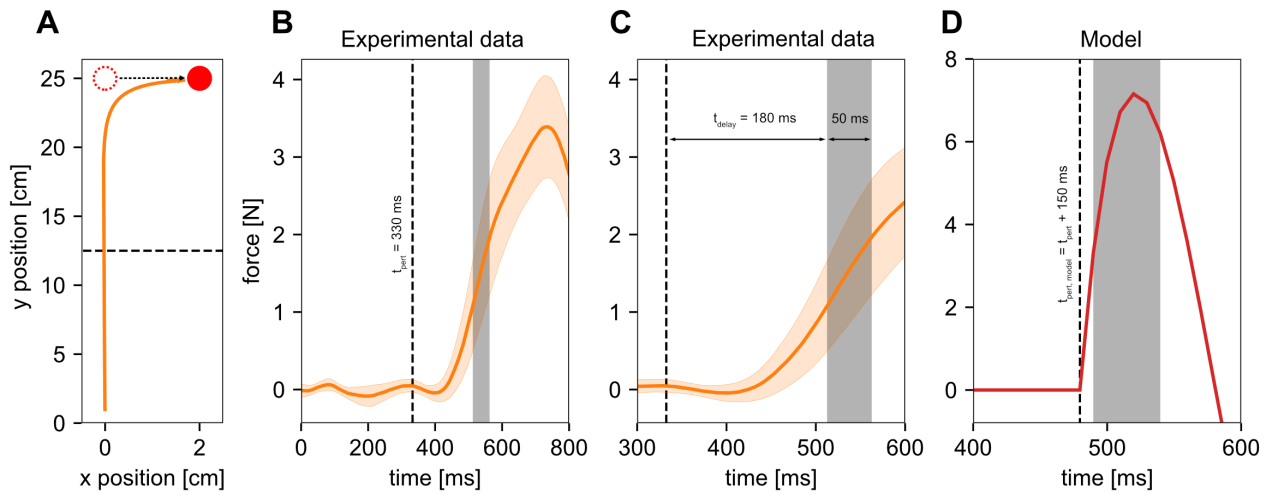 A
B
C
D
Experimental data
Experimental data
Model
y position [cm]
25
20
15
10
5
0
0
2
x position [cm]
force [N]
4
3
2
1
0
t_pert = 330 ms
0
200
400
600
800
time [ms]
4
3
2
1
0
t_delay = 180 ms
50 ms
300
400
500
600
time [ms]
8
6
4
2
0
t_pert, model = t_pert + 150 ms
400
500
600
time [ms]